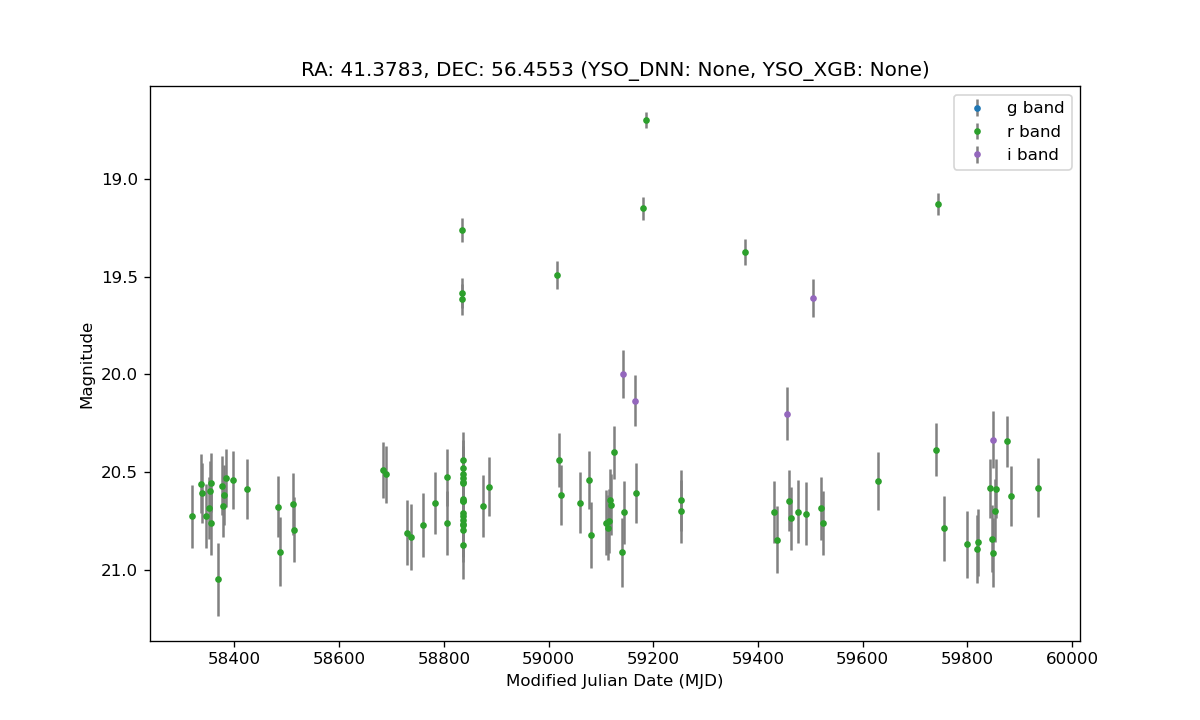 RA: 41.3783, DEC: 56.4553 (YSO_DNN: None, YSO_XGB: None)
g band
r band
i band
19.0
19.5
20.0
20.5
21.0
Magnitude
58400 58600 58800 59000 59200 59400 59600 59800 60000
Modified Julian Date (MJD)